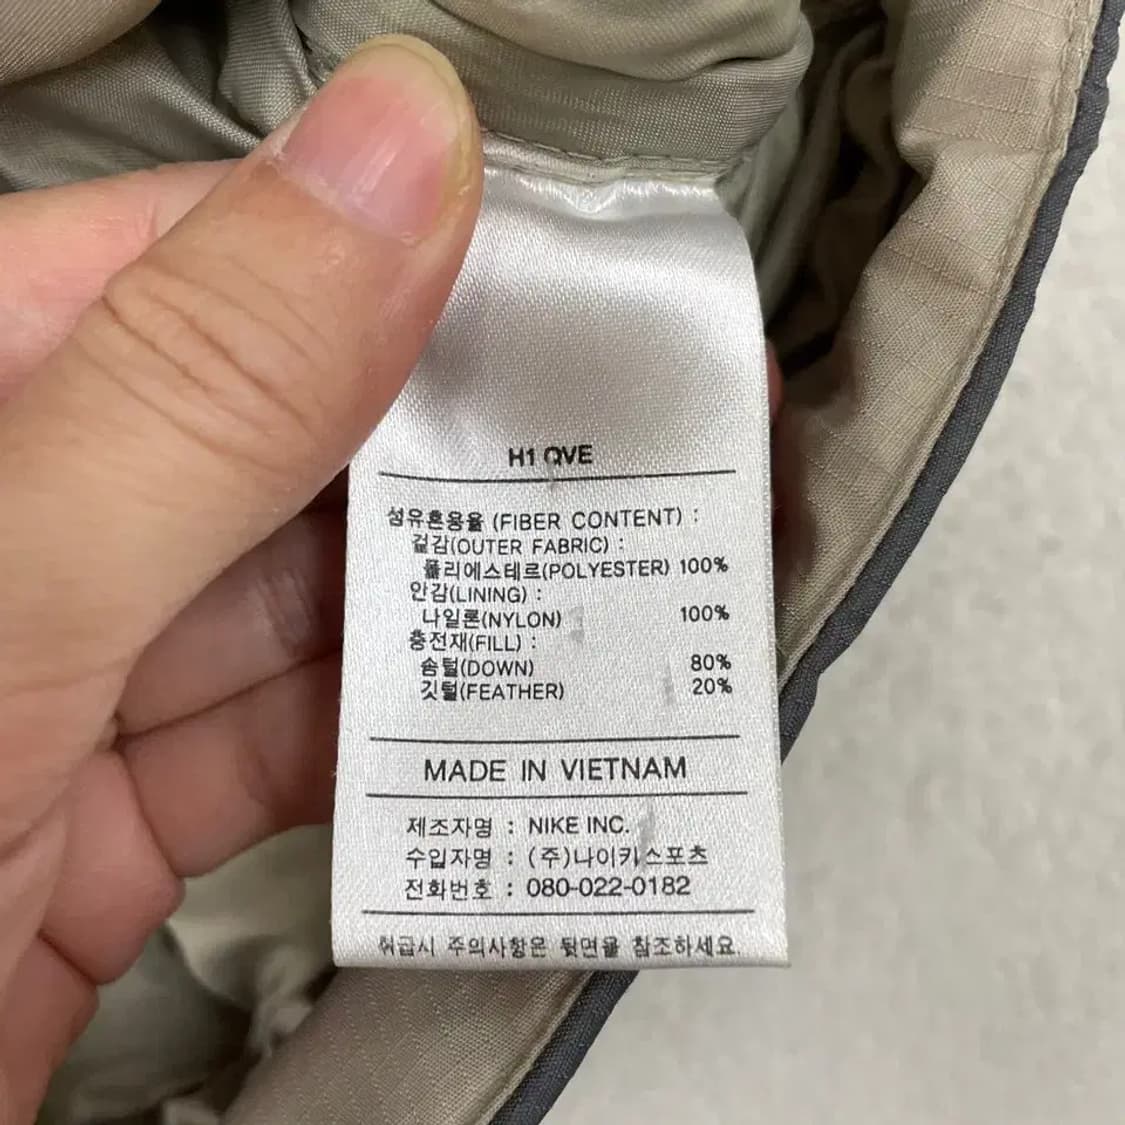 H1 QVE
섬유혼용율 (FIBER CONTENT) :
겉감(OUTER FABRIC) :
폴리에스테르(POLYESTER) 100%
안감(LINING) :
나일론(NYLON) 100%
충전재(FILL) :
솜털(DOWN) 80%
깃털(FEATHER) 20%
MADE IN VIETNAM
제조자명 : NIKE INC.
수입자명 : (주)나이키스포츠
전화번호 : 080-022-0182
취급시 주의사항은 뒷면을 참조하세요.